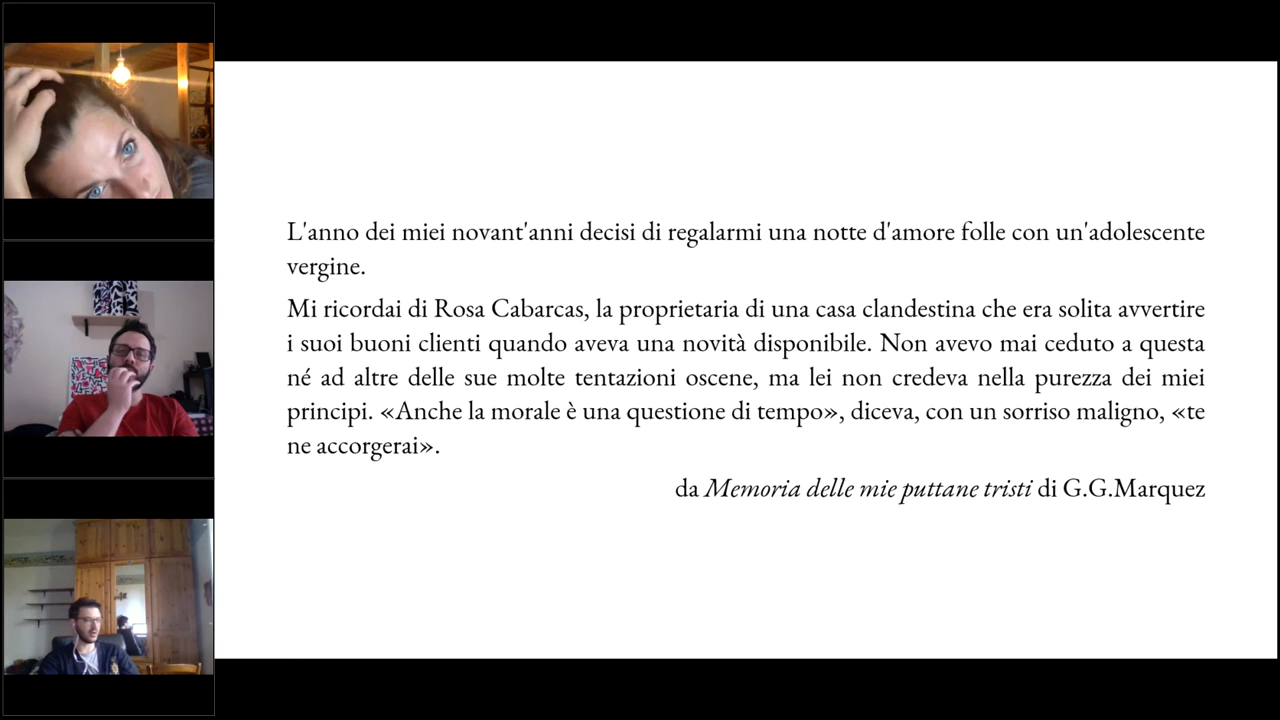 L'anno dei miei novant'anni decisi di regalarmi una notte d'amore folle con un'adolescente
vergine.
Mi ricordai di Rosa Cabarcas, la proprietaria di una casa clandestina che era solita avvertire
i suoi buoni clienti quando aveva una novità disponibile. Non avevo mai ceduto a questa
né ad altre delle sue molte tentazioni oscene, ma lei non credeva nella purezza dei miei
principi. «Anche la morale è una questione di tempo», diceva, con un sorriso maligno, «te
ne accorgerai».
da Memoria delle mie puttane tristi di G.G.Marquez